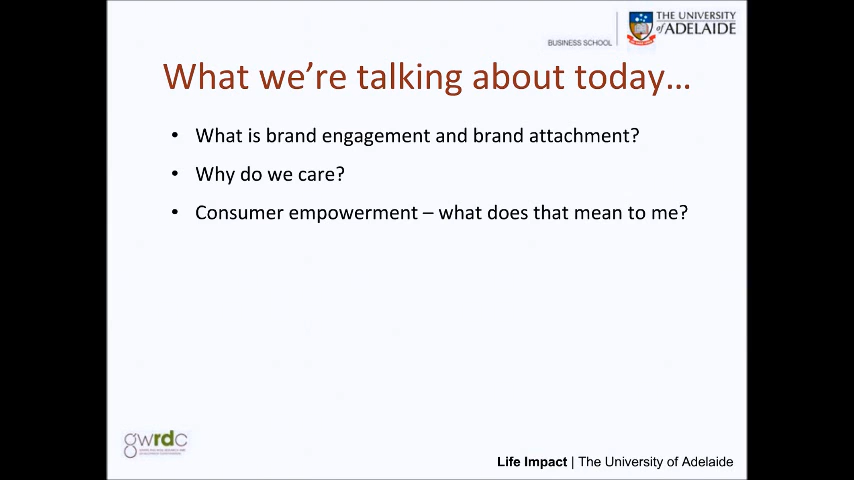 THE UNIVERSITY
of ADELAIDE
BUSINESS SCHOOL
What we're talking about today…
• What is brand engagement and brand attachment?
• Why do we care?
• Consumer empowerment – what does that mean to me?
gwrdc
Life Impact | The University of Adelaide